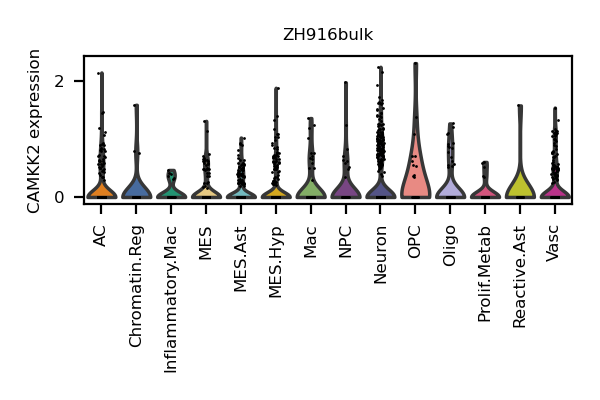 ZH916bulk
CAMKK2 expression
2
0
AC
Chromatin.Reg
Inflammatory.Mac
MES
MES.Ast
MES.Hyp
Mac
NPC
Neuron
OPC
Oligo
Prolif.Metab
Reactive.Ast
Vasc